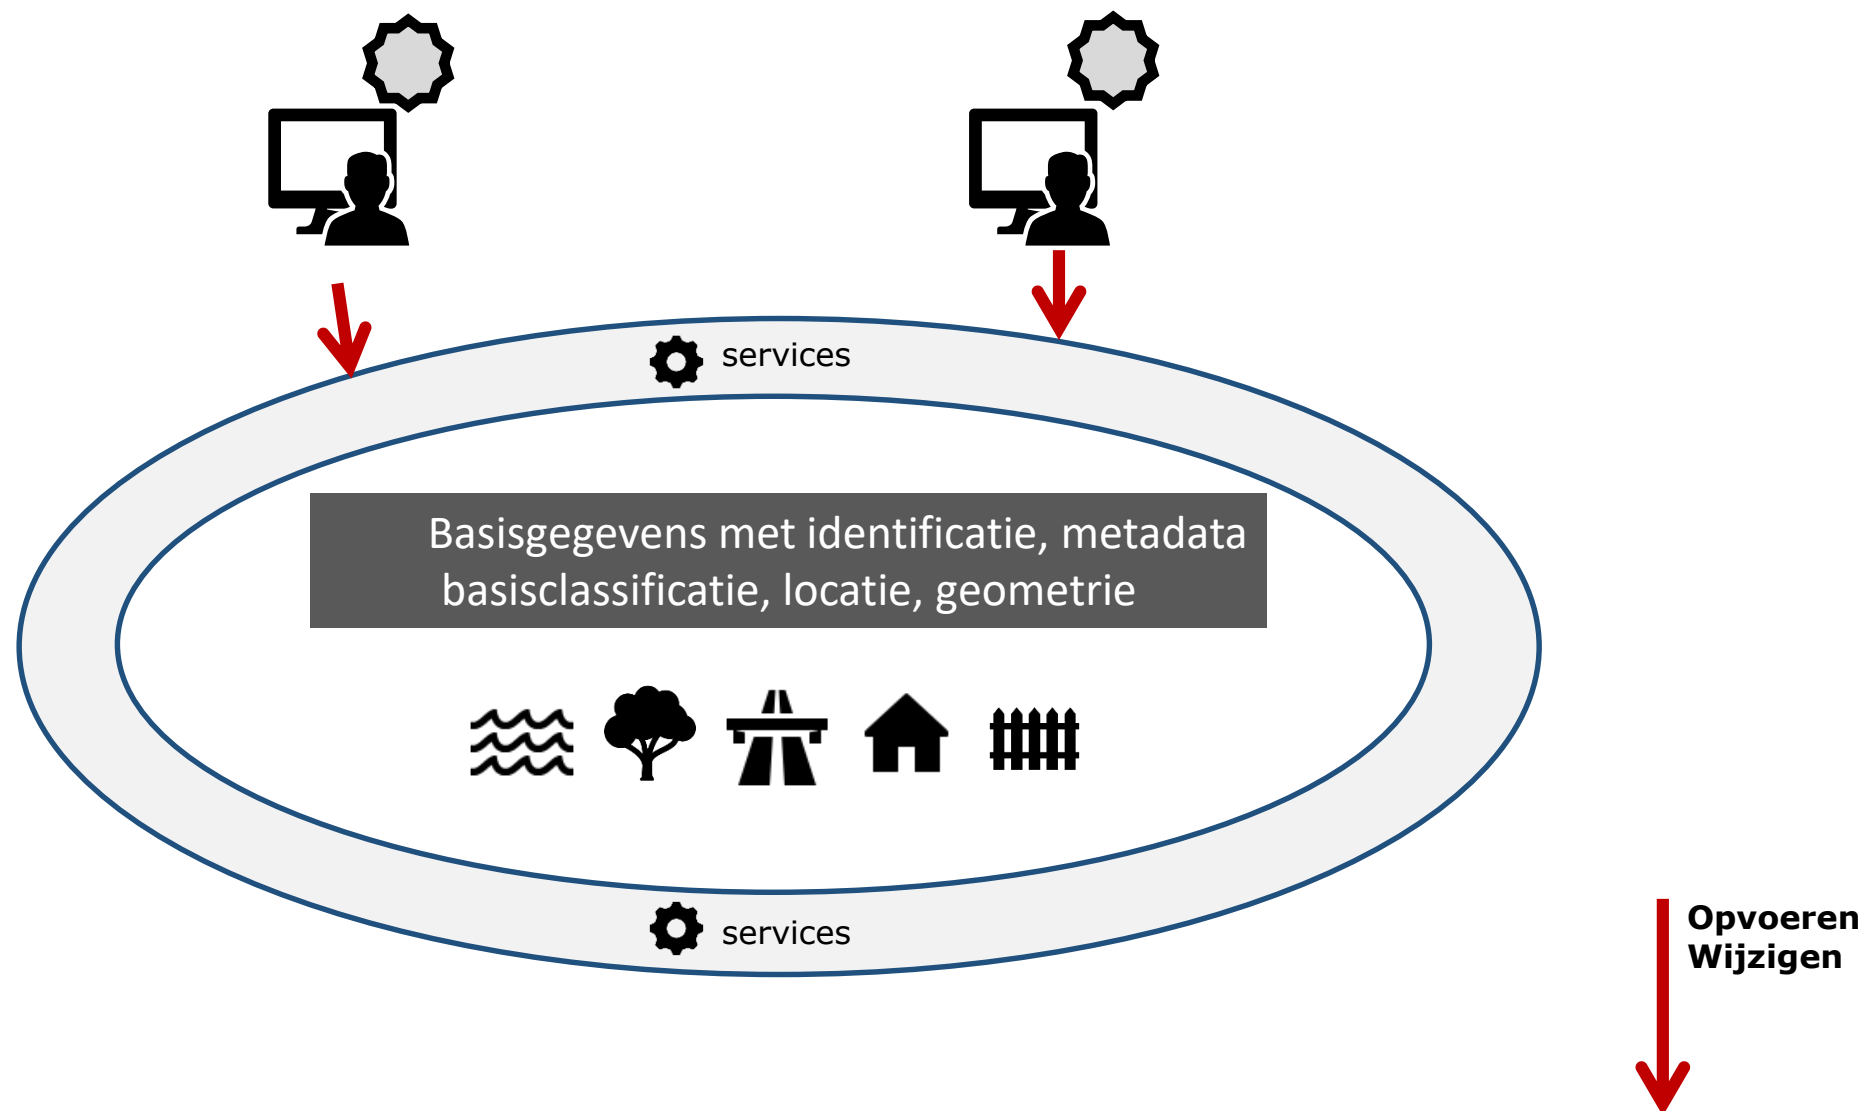 services
Basisgegevens met identificatie, metadata
basisclassificatie, locatie, geometrie
services
Opvoeren
Wijzigen